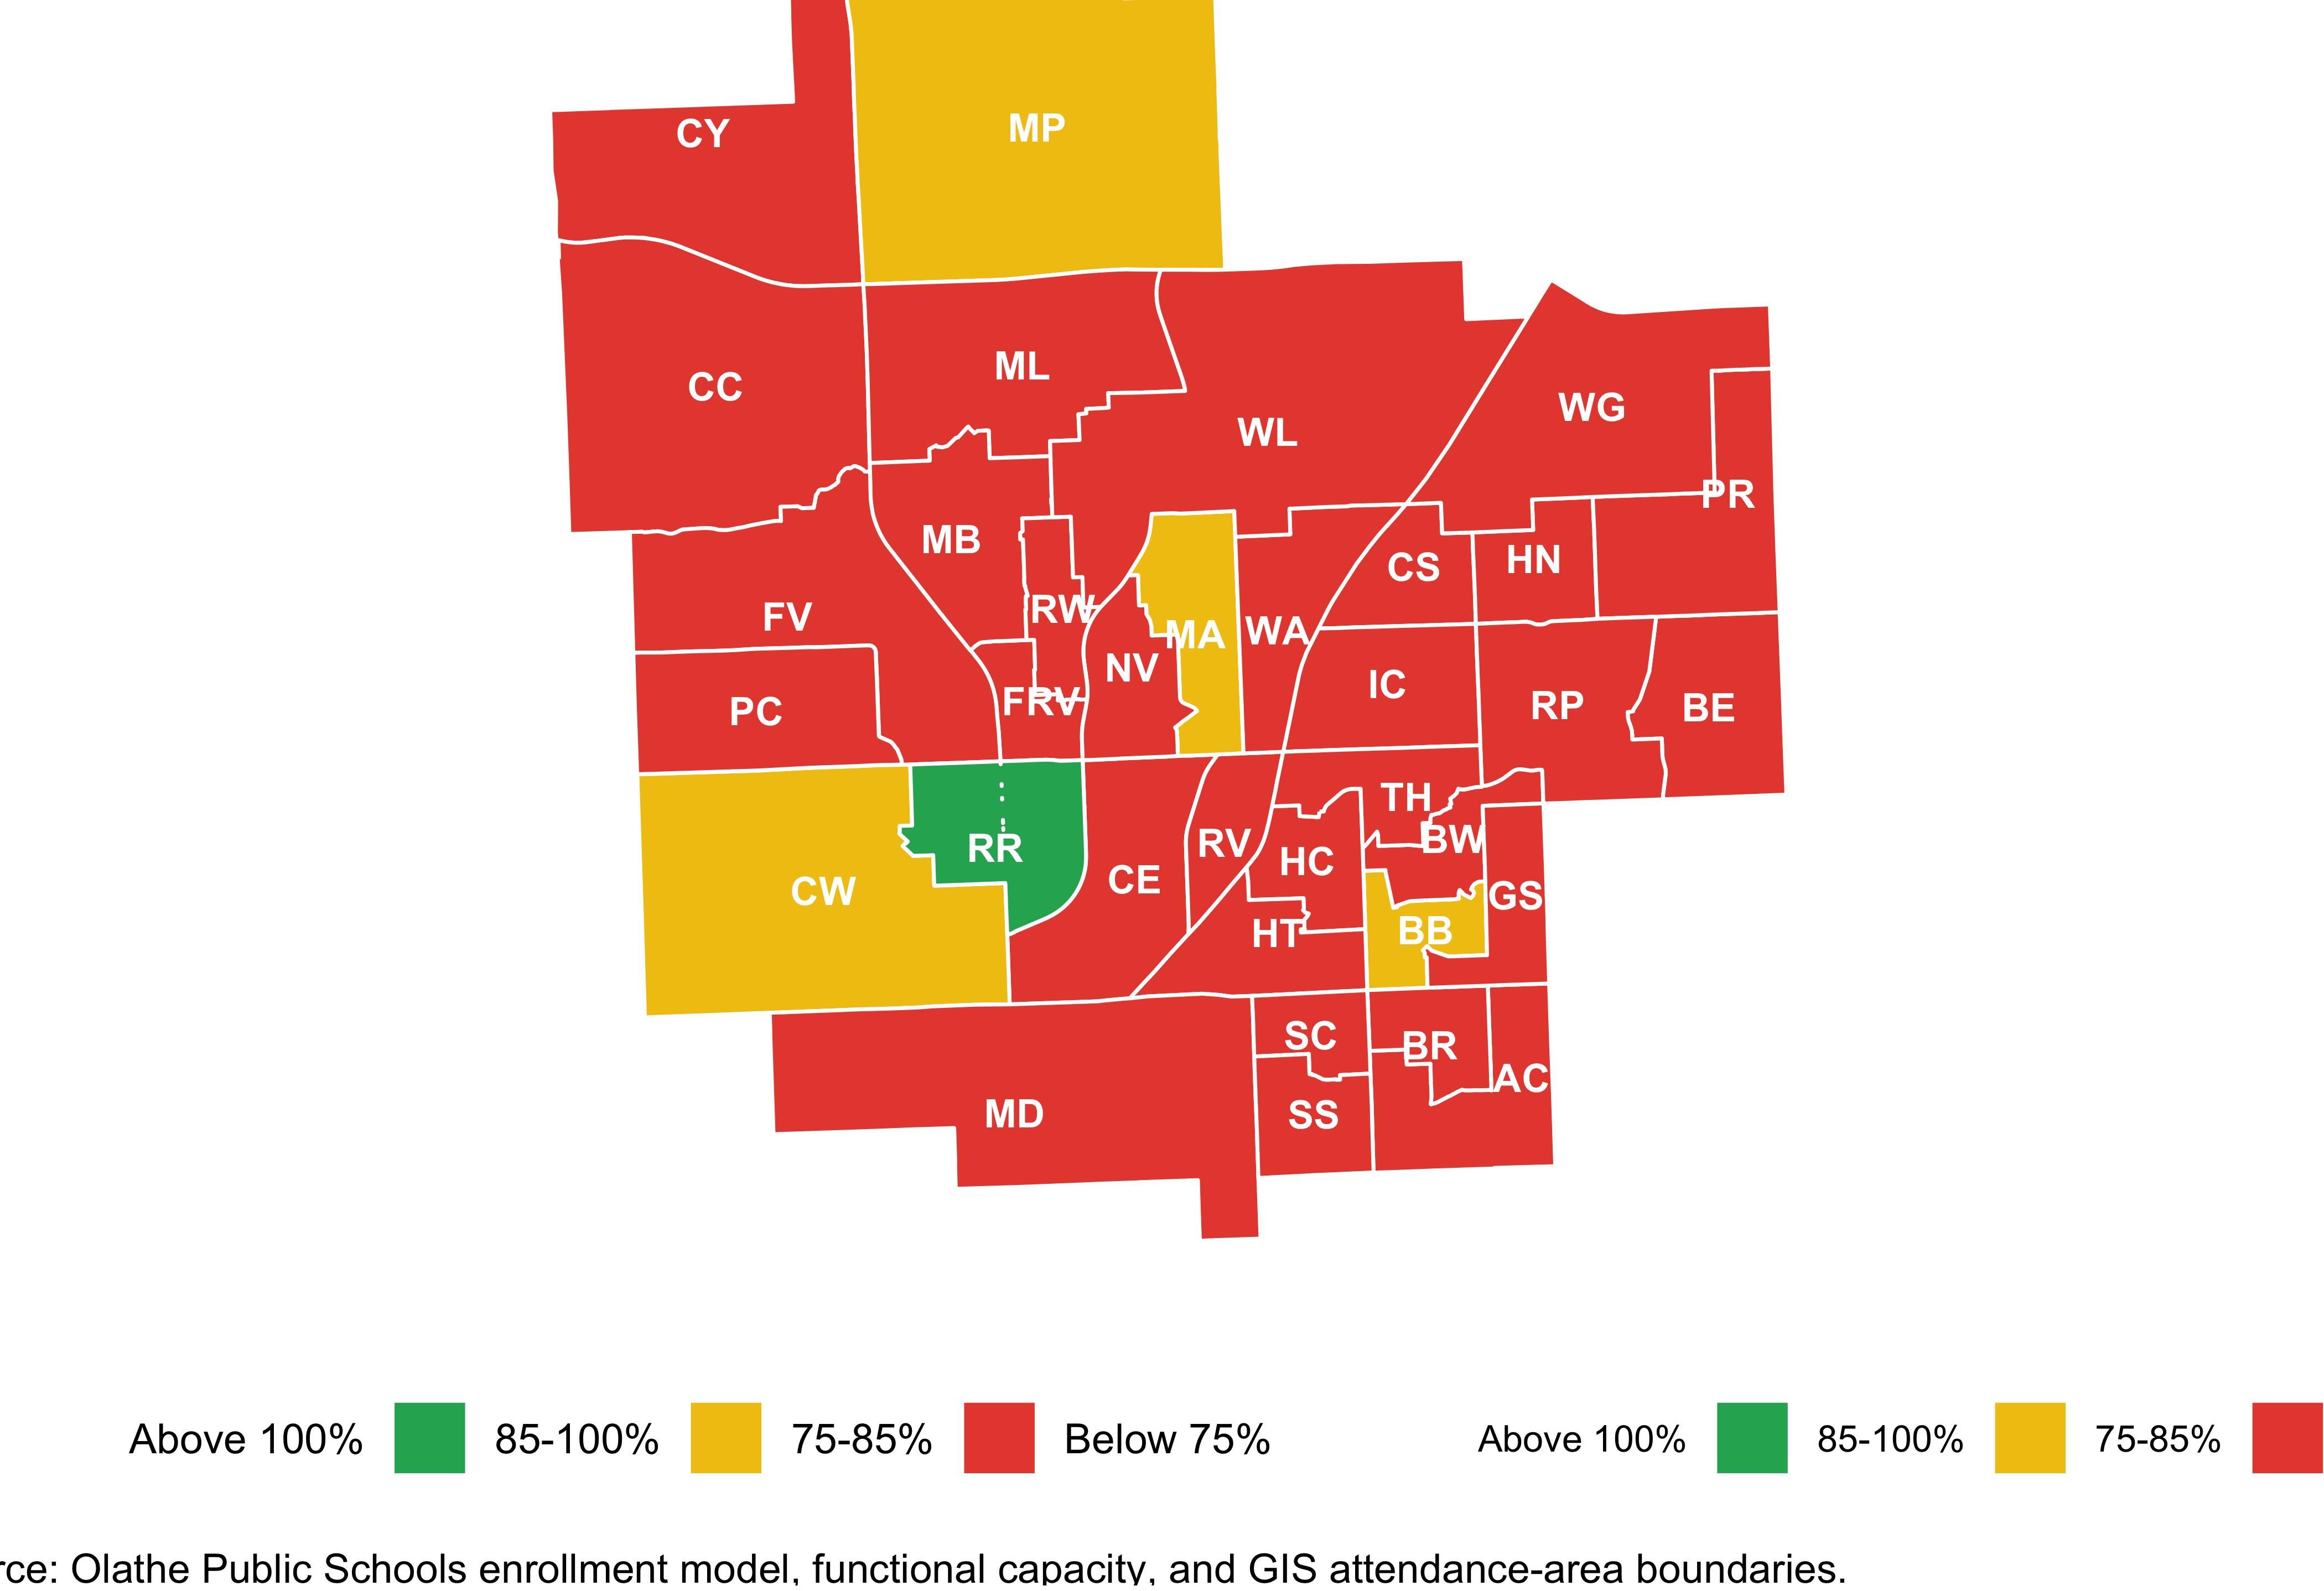 CY
MP
CC
ML
WL
WG
PR
MB
CS
HN
FV
RW
MA
WA
NV
IC
PC
FRV
RP
BE
TH
BW
RR
RV
HC
CE
CW
GS
BB
HT
SC
BR
AC
MD
SS
Above 100% 85-100% 75-85% Below 75% Above 100% 85-100% 75-85%
rce: Olathe Public Schools enrollment model, functional capacity, and GIS attendance-area boundaries.